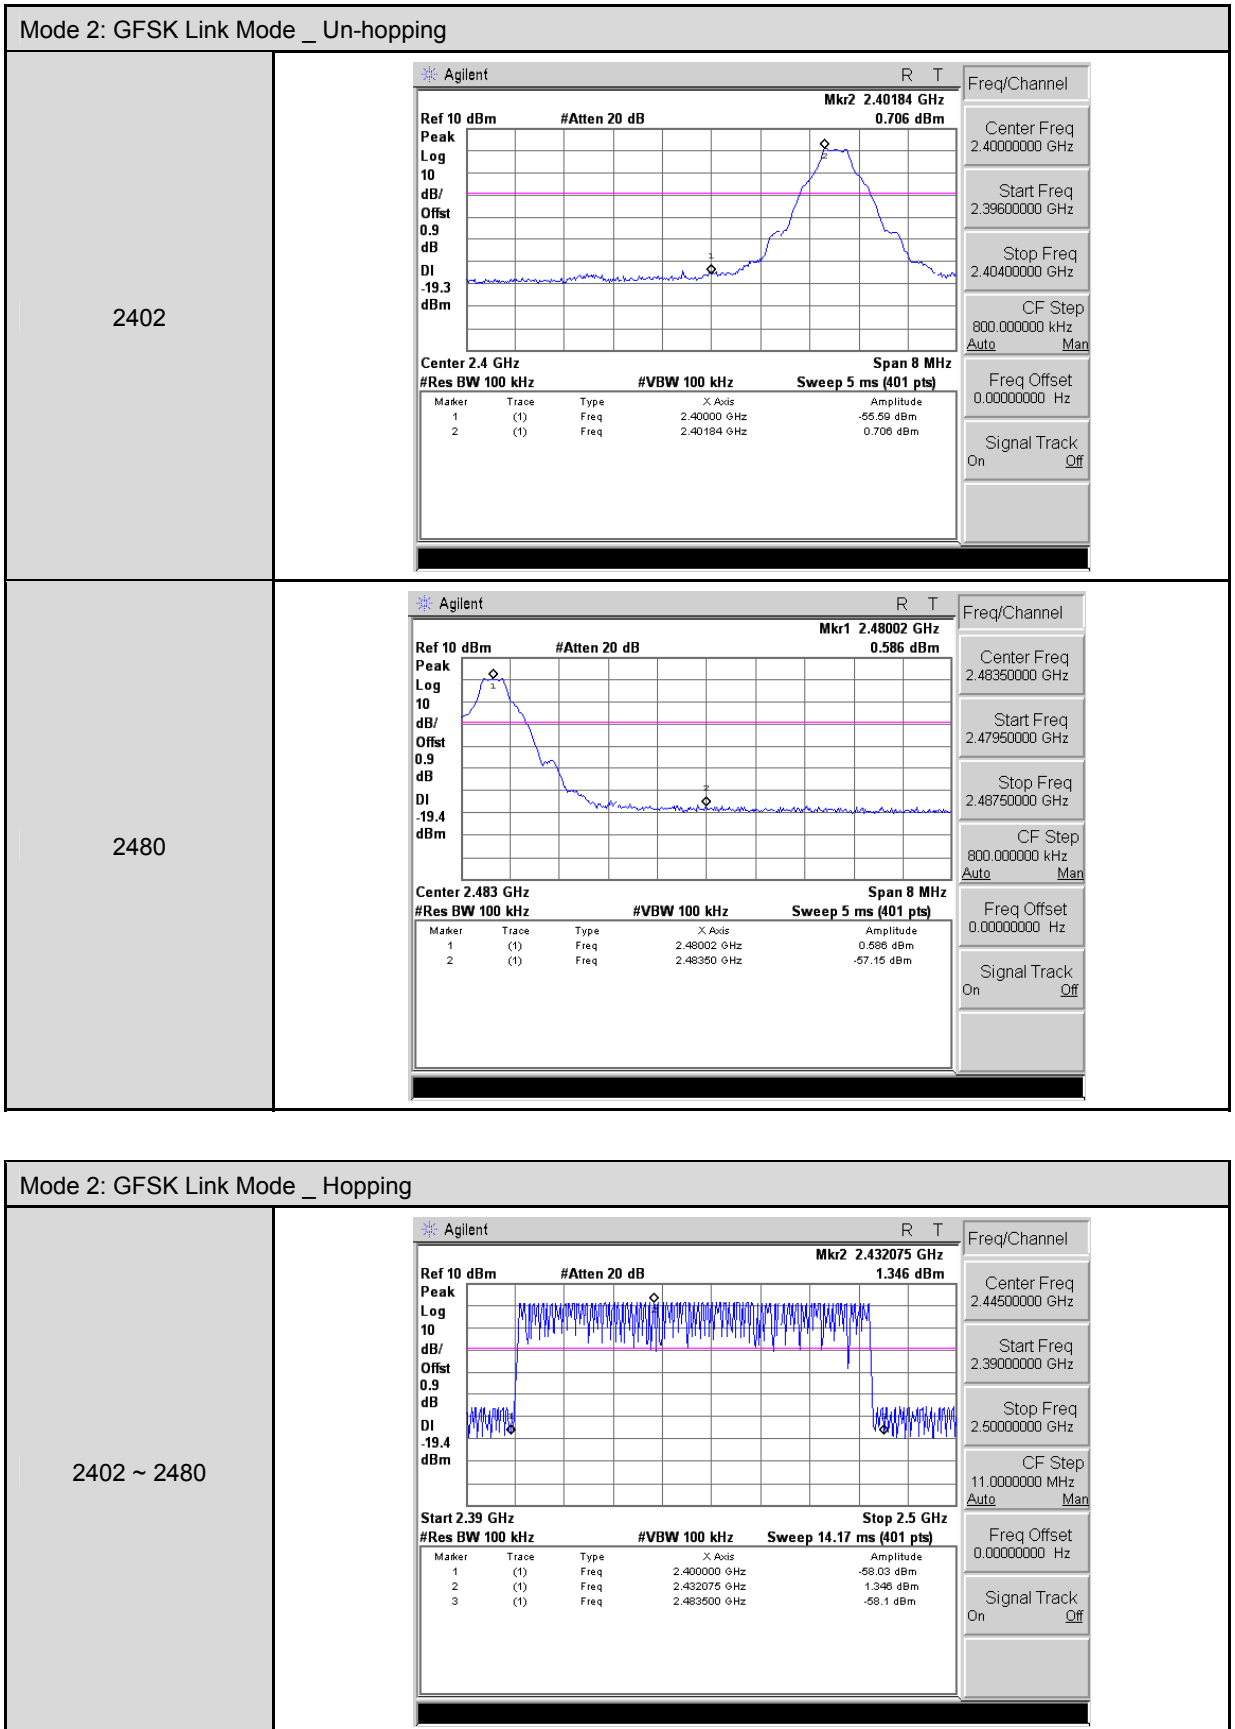 Mode 2: GFSK Link Mode _ Un-hopping
2402
Agilent R T
Mkr2 2.40184 GHz
Ref 10 dBm #Atten 20 dB 0.706 dBm
Peak
Log
10
dB/
Offst
0.9
dB
DI
-19.3
dBm
1
2
Center 2.4 GHz Span 8 MHz
#Res BW 100 kHz #VBW 100 kHz Sweep 5 ms (401 pts)
Marker Trace Type X Axis Amplitude
1 (1) Freq 2.40000 GHz -55.59 dBm
2 (1) Freq 2.40184 GHz 0.706 dBm
Freq/Channel
Center Freq
2.40000000 GHz
Start Freq
2.39600000 GHz
Stop Freq
2.40400000 GHz
CF Step
800.000000 kHz
Auto Man
Freq Offset
0.00000000 Hz
Signal Track
On Off
2480
Agilent R T
Mkr1 2.48002 GHz
Ref 10 dBm #Atten 20 dB 0.586 dBm
Peak
Log
10
dB/
Offst
0.9
dB
DI
-19.4
dBm
1
2
Center 2.483 GHz Span 8 MHz
#Res BW 100 kHz #VBW 100 kHz Sweep 5 ms (401 pts)
Marker Trace Type X Axis Amplitude
1 (1) Freq 2.48002 GHz 0.586 dBm
2 (1) Freq 2.48350 GHz -57.15 dBm
Freq/Channel
Center Freq
2.48350000 GHz
Start Freq
2.47950000 GHz
Stop Freq
2.48750000 GHz
CF Step
800.000000 kHz
Auto Man
Freq Offset
0.00000000 Hz
Signal Track
On Off
Mode 2: GFSK Link Mode _ Hopping
2402 ~ 2480
Agilent R T
Mkr2 2.432075 GHz
Ref 10 dBm #Atten 20 dB 1.346 dBm
Peak
Log
10
dB/
Offst
0.9
dB
DI
-19.4
dBm
Start 2.39 GHz Stop 2.5 GHz
#Res BW 100 kHz #VBW 100 kHz Sweep 14.17 ms (401 pts)
Marker Trace Type X Axis Amplitude
1 (1) Freq 2.400000 GHz -58.03 dBm
2 (1) Freq 2.432075 GHz 1.346 dBm
3 (1) Freq 2.483500 GHz -58.1 dBm
Freq/Channel
Center Freq
2.44500000 GHz
Start Freq
2.39000000 GHz
Stop Freq
2.50000000 GHz
CF Step
11.0000000 MHz
Auto Man
Freq Offset
0.00000000 Hz
Signal Track
On Off